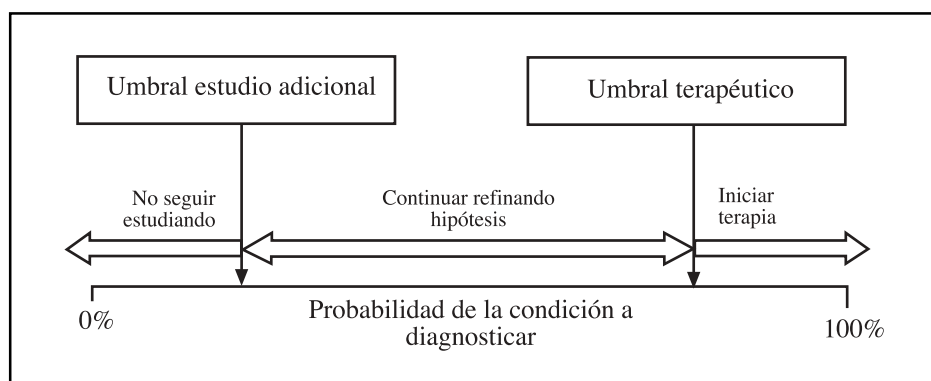 Umbral estudio adicional
Umbral terapéutico
No seguir
estudiando
Continuar refinando
hipótesis
Iniciar
terapia
0%
Probabilidad de la condición a
diagnosticar
100%